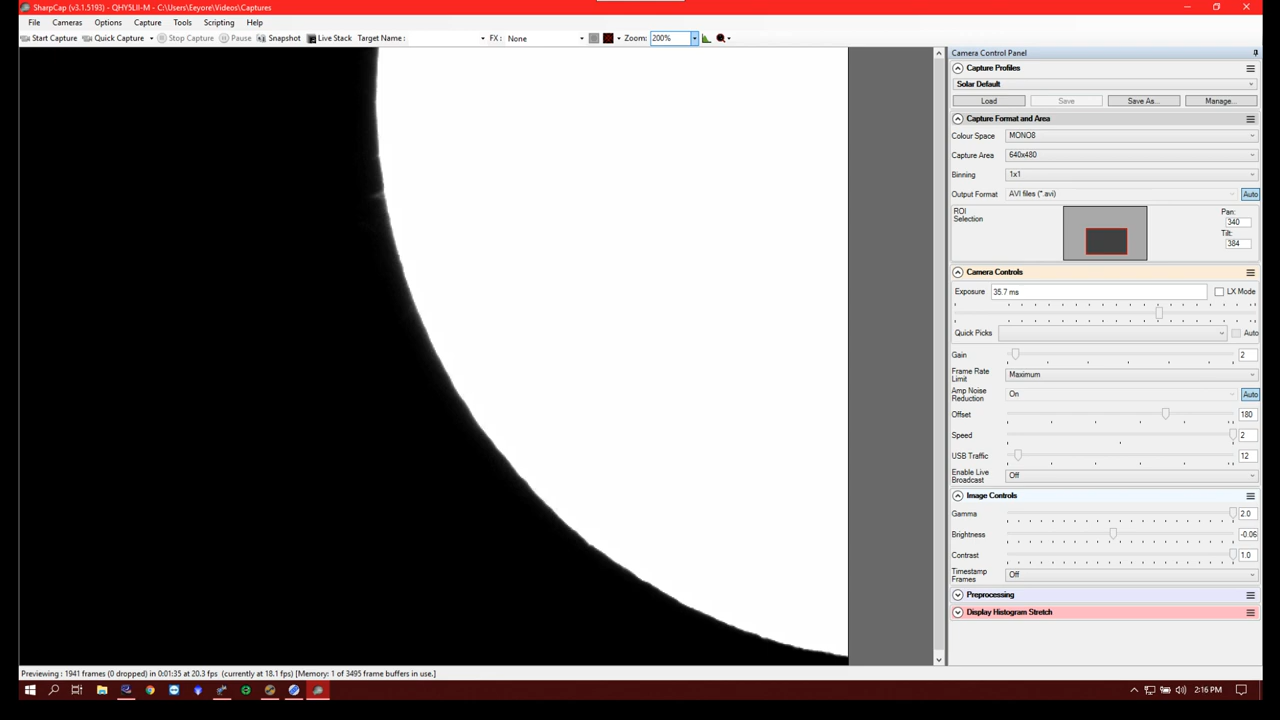 SharpCap (v3.1.5193) - QHY5LII-M - C:\Users\Eeyore\Videos\Captures
File Cameras Options Capture Tools Scripting Help
Start Capture Quick Capture Stop Capture Pause Snapshot Live Stack Target Name : FX : None Zoom: 200%
Camera Control Panel
Capture Profiles
Solar Default
Load Save Save As... Manage...
Capture Format and Area
Colour Space MONO8
Capture Area 640x480
Binning 1x1
Output Format AVI files (*.avi) Auto
ROI Selection
Pan:
340
Tilt:
384
Camera Controls
Exposure 35.7 ms LX Mode
Quick Picks Auto
Gain 2
Frame Rate Limit Maximum
Amp Noise Reduction On Auto
Offset 180
Speed 2
USB Traffic 12
Enable Live Broadcast Off
Image Controls
Gamma 2.0
Brightness -0.06
Contrast 1.0
Timestamp Frames Off
Preprocessing
Display Histogram Stretch
Previewing : 1941 frames (0 dropped) in 0:01:35 at 20.3 fps (currently at 18.1 fps) [Memory: 1 of 3495 frame buffers in use.]
2:16 PM